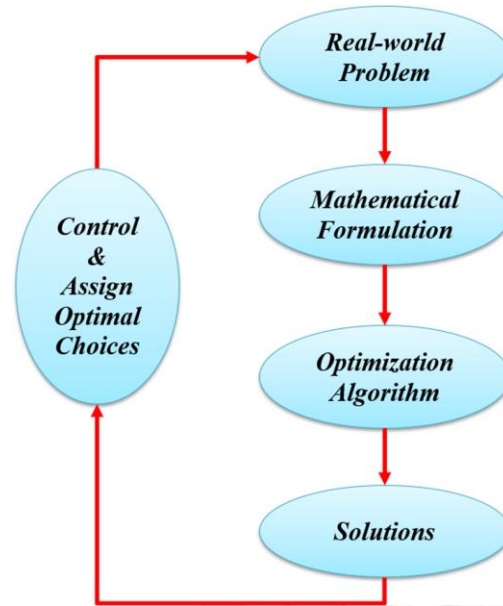 Real-world
Problem
Mathematical
Formulation
Optimization
Algorithm
Solutions
Control
&
Assign
Optimal
Choices